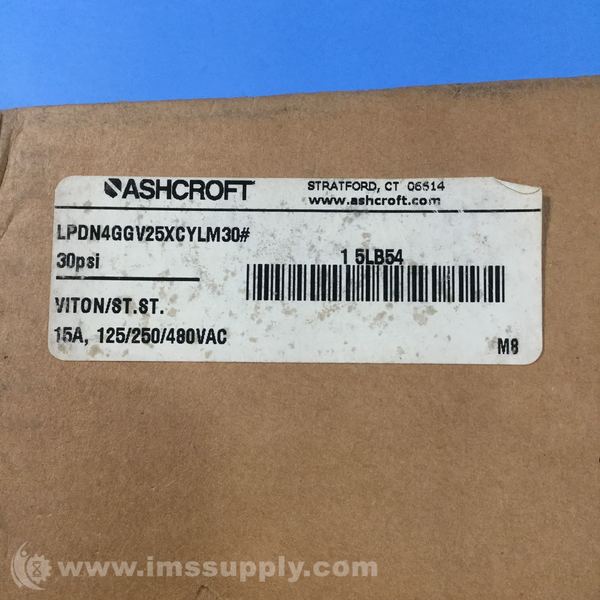 ASHCROFT
STRATFORD, CT 06614
www.ashcroft.com
LPDN4GGV25XCYLM30#
30psi
1 5LB54
VITON/ST.ST.
15A, 125/250/480VAC
M8
www.imssupply.com